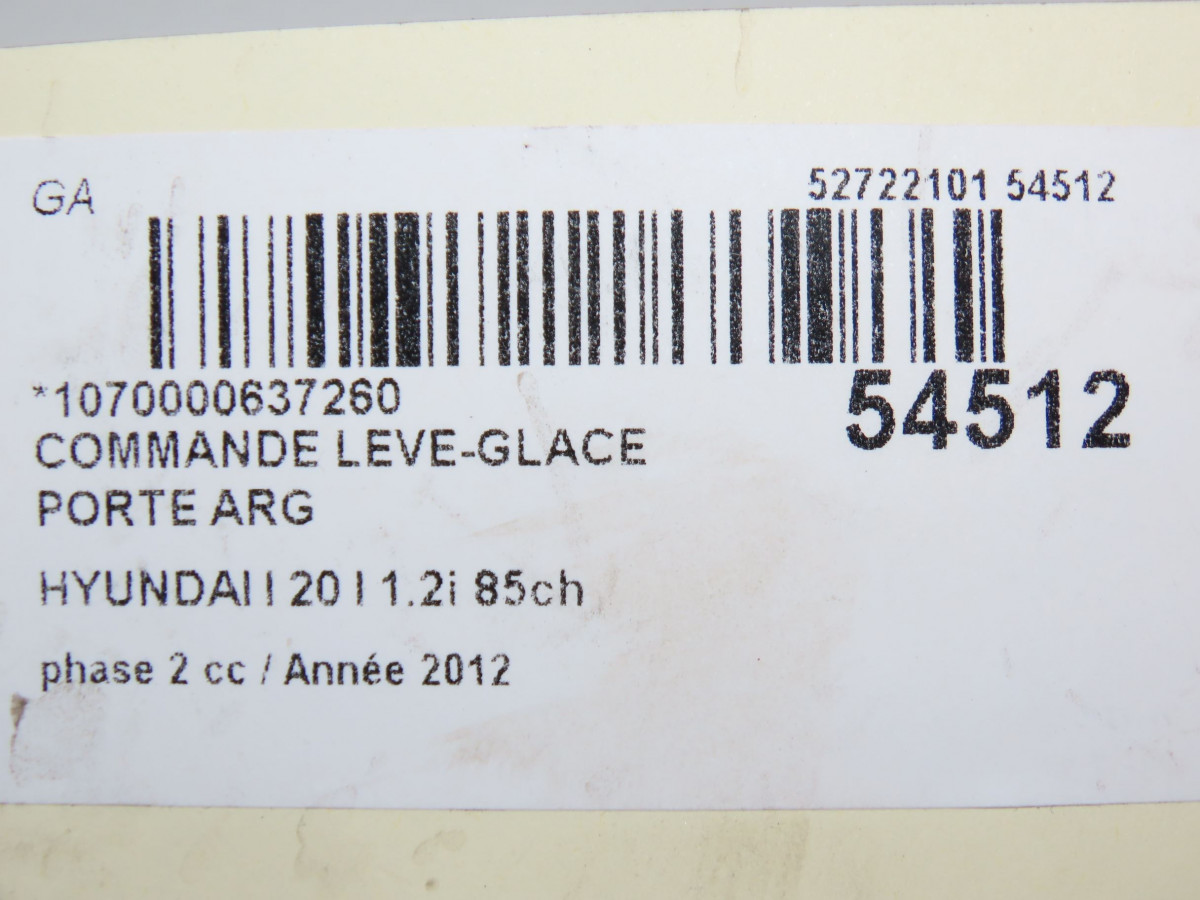 GA
52722101 54512
*1070000637260
54512
COMMANDE LEVE-GLACE
PORTE ARG
HYUNDAI I 20 I 1.2i 85ch
phase 2 cc / Année 2012